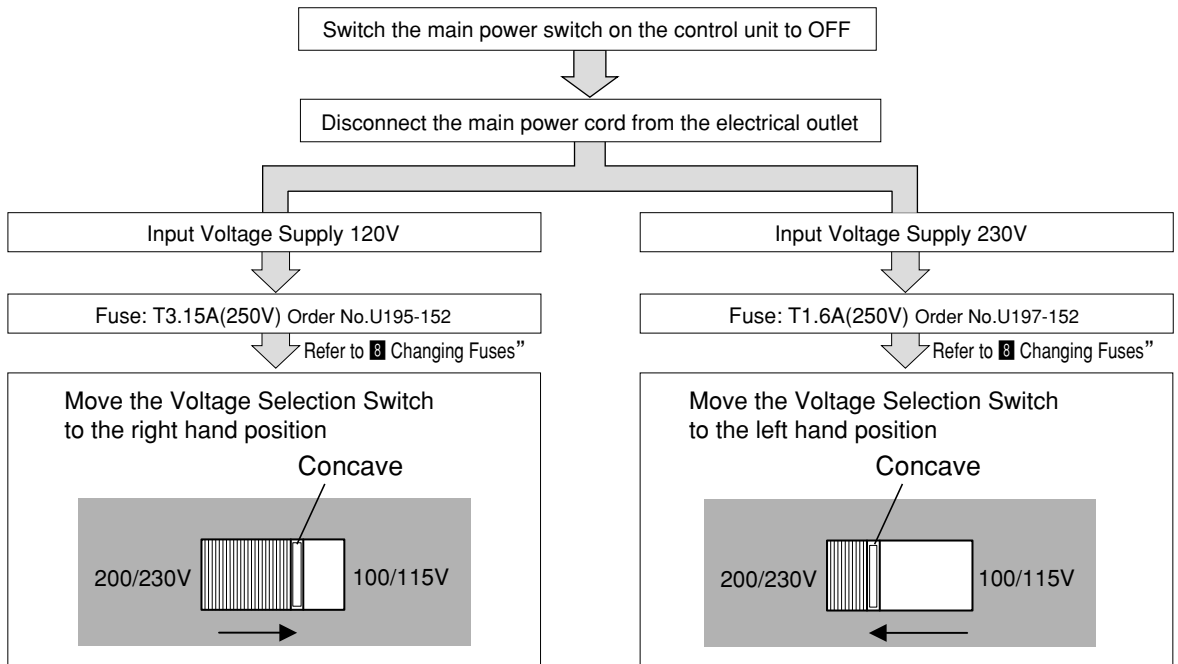 Switch the main power switch on the control unit to OFF
Disconnect the main power cord from the electrical outlet
Input Voltage Supply 120V
Fuse: T3.15A(250V) Order No.U195-152
Refer to 8 Changing Fuses”
Move the Voltage Selection Switch
to the right hand position
Concave
200/230V
100/115V
Input Voltage Supply 230V
Fuse: T1.6A(250V) Order No.U197-152
Refer to 8 Changing Fuses”
Move the Voltage Selection Switch
to the left hand position
Concave
200/230V
100/115V